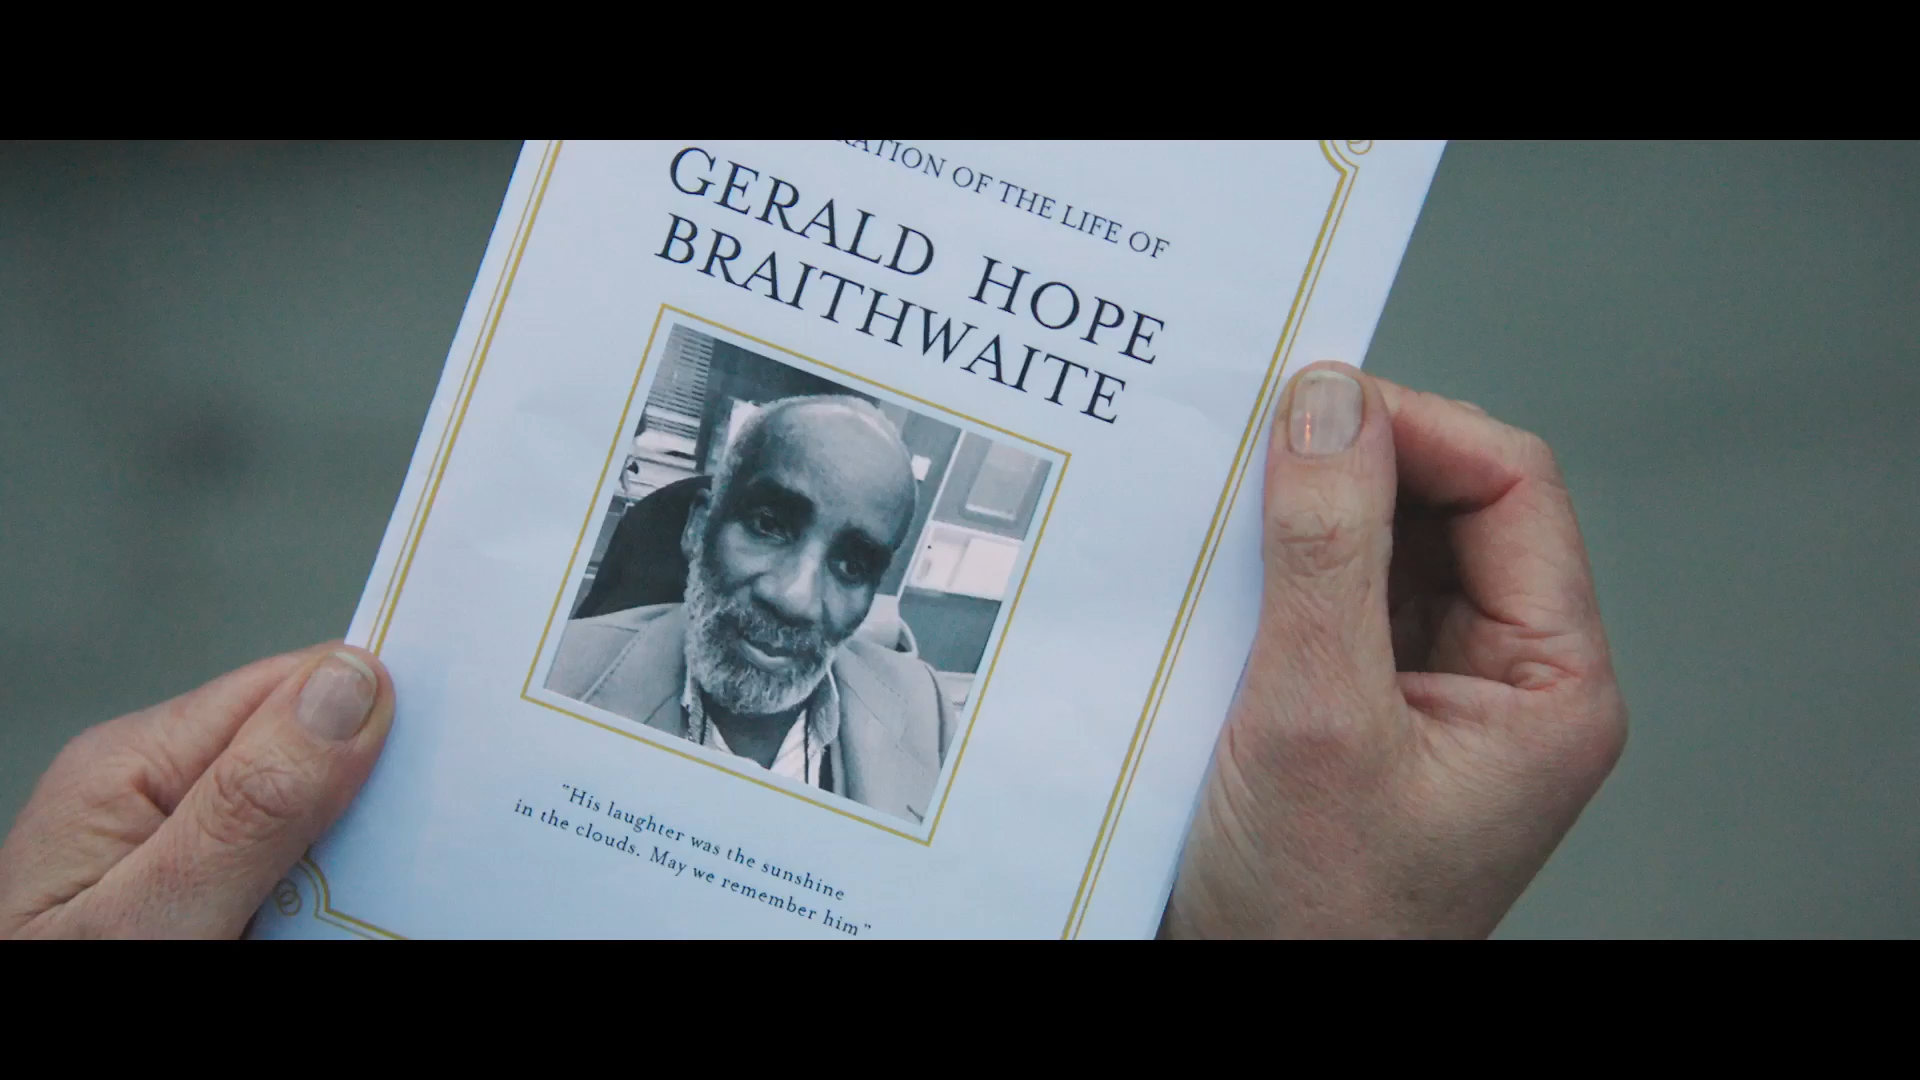 RATION OF THE LIFE OF
GERALD HOPE
BRAITHWAITE
"His laughter was the sunshine
in the clouds. May we remember him"